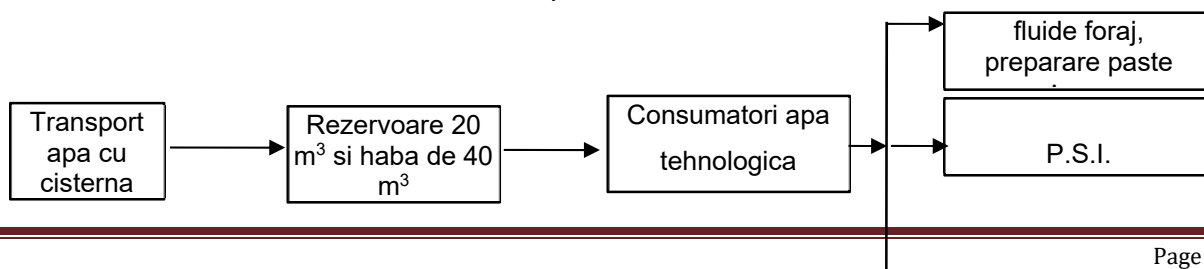 Transport
apa cu
cisterna
Rezervoare 20
m³ si haba de 40
m³
Consumatori apa
tehnologica
fluide foraj,
preparare paste
P.S.I.
Page